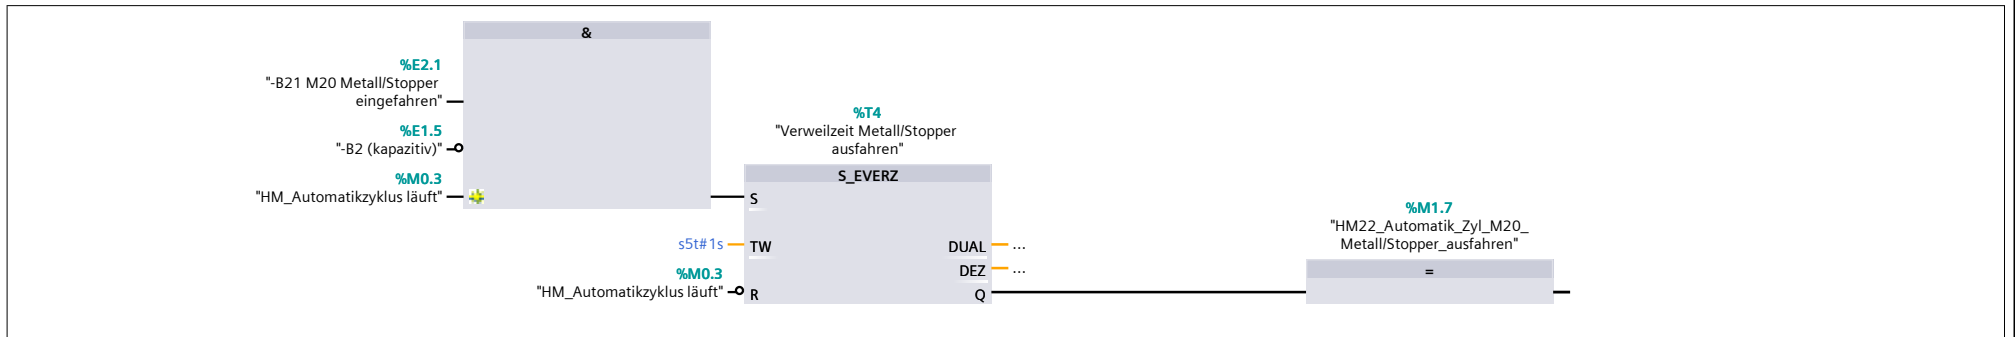 &
%E2.1
"-B21 M20 Metall/Stopper
eingefahren"
%E1.5
"-B2 (kapazitiv)"
%M0.3
"HM_Automatikzyklus läuft"
%T4
"Verweilzeit Metall/Stopper
ausfahren"
S_EVERZ
S
s5t#1s
TW
DUAL
...
%M0.3
"HM_Automatikzyklus läuft"
R
DEZ
...
Q
%M1.7
"HM22_Automatik_Zyl_M20_
Metall/Stopper_ausfahren"
=